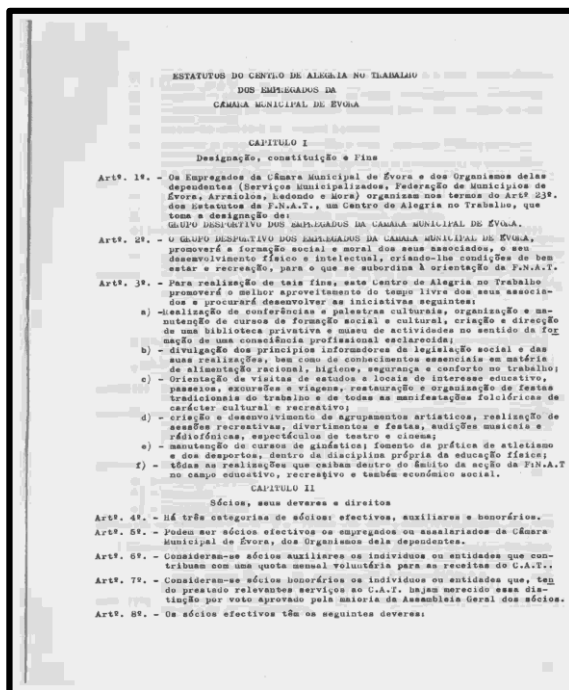 ESTATUTOS DO CENTRO DE ALEGRIA NO TRABALHO
DOS EMPREGADOS DA
CÂMARA MUNICIPAL DE ÉVORA
CAPITULO I
Designação, constituição e Fins
Artº. 1º. - Os Empregados da Câmara Municipal de Évora e dos Organismos delas
dependentes (Serviços Municipalizados, Federação de Municipios de
Évora, Arraiolos, Redondo e Mora) organizam nos termos do Artº 23º.
dos Estatutos da F.N.A.T., um Centro de Alegria no Trabalho, que
toma a designação de:
GRUPO DESPORTIVO DOS EMPREGADOS DA CAMARA MUNICIPAL DE ÉVORA.
Artº. 2º. - O GRUPO DESPORTIVO DOS EMPREGADOS DA CAMARA MUNICIPAL DE ÉVORA,
promoverá a formação social e moral dos seus associados, o seu
desenvolvimento físico e intelectual, criando-lhe condições de bem
estar e recreação, para o que se subordina à orientação da F.N.A.T.
Artº. 3º. - Para realização de tais fins, este Centro de Alegria no Trabalho
promoverá o melhor aproveitamento do tempo livre dos seus associa-
dos e procurará desenvolver as iniciativas seguintes:
a) - Realização de conferências e palestras culturais, organização e ma-
nutenção de cursos de formação social e cultural, criação e direcção
de uma biblioteca privativa e museu de actividades no sentido da for
mação de uma consciência profissional esclarecida;
b) - divulgação dos princípios informadores da legislação social e das
suas realizações, bem como de conhecimentos essenciais em matéria
de alimentação racional, higiene, segurança e conforto no trabalho;
c) - Orientação de visitas de estudos a locais de interesse educativo,
passeios, excursões e viagens, restauração e organização de festas
tradicionais do trabalho e de todas as manifestações folclóricas de
carácter cultural e recreativo;
d) - criação e desenvolvimento de agrupamentos artisticos, realização de
sessões recreativas, divertimentos e festas, audições musicais e
rádiofónicas, espectáculos de teatro e cinema;
e) - manutenção de cursos de ginástica; fomento da prática de atletismo
e dos desportos, dentro da disciplina própria da educação física;
f) - tôdas as realizações que caibam dentro do âmbito da acção da F.N.A.T
no campo educativo, recreativo e também económico social.
CAPITULO II
Sócios, seus deveres e direitos
Artº. 4º. - Há três categorias de sócios: efectivos, auxiliares e honorários.
Artº. 5º. - Podem ser sócios efectivos os empregados ou assalariados da Câmara
Municipal de Évora, dos Organismos dela dependentes.
Artº. 6º. - Consideram-se sócios auxiliares os individuos ou entidades que con-
tribuam com uma quota mensal voluntária para as receitas do C.A.T..
Artº. 7º. - Consideram-se sócios honorários os individuos ou entidades que, ten
do prestado relevantes serviços ao C.A.T. hajam merecido essa dis-
tinção por voto aprovado pela maioria da Assembleia Geral dos sócios.
Artº. 8º. - Os sócios efectivos têm os seguintes deveres: